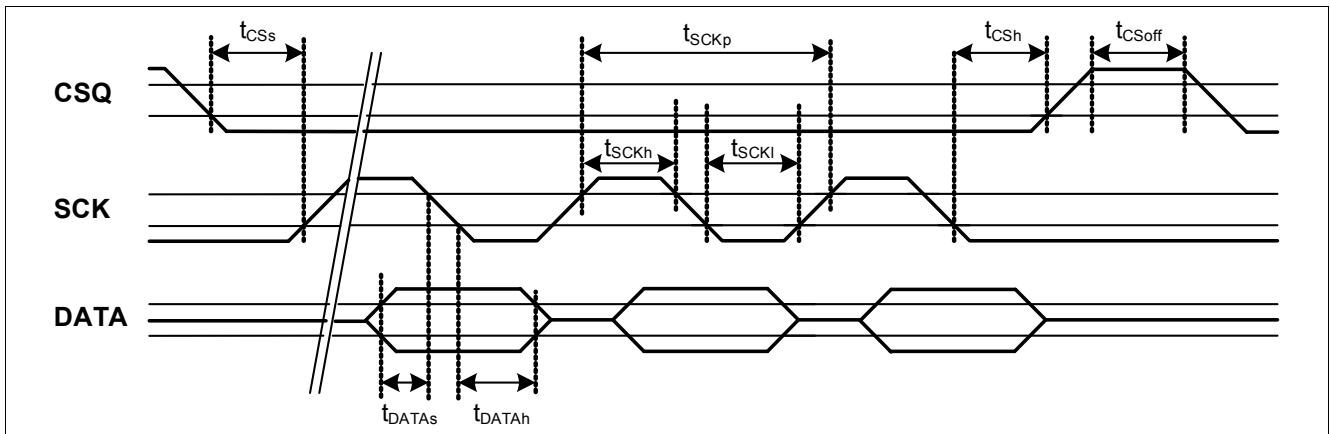 tCSs
tSCKp
tCSh
tCSoff
CSQ
tSCKh
tSCKl
SCK
DATA
tDATAs
tDATAh